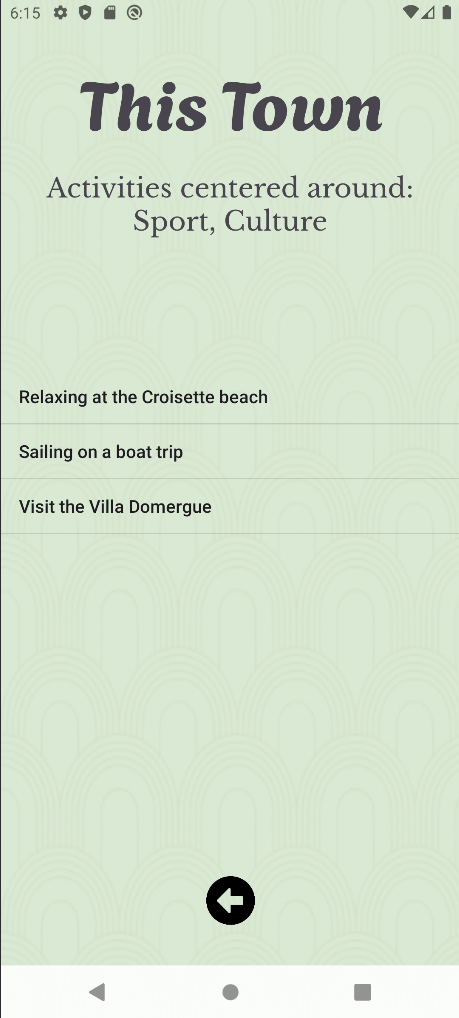 6:15
This Town
Activities centered around:
Sport, Culture
Relaxing at the Croisette beach
Sailing on a boat trip
Visit the Villa Domergue